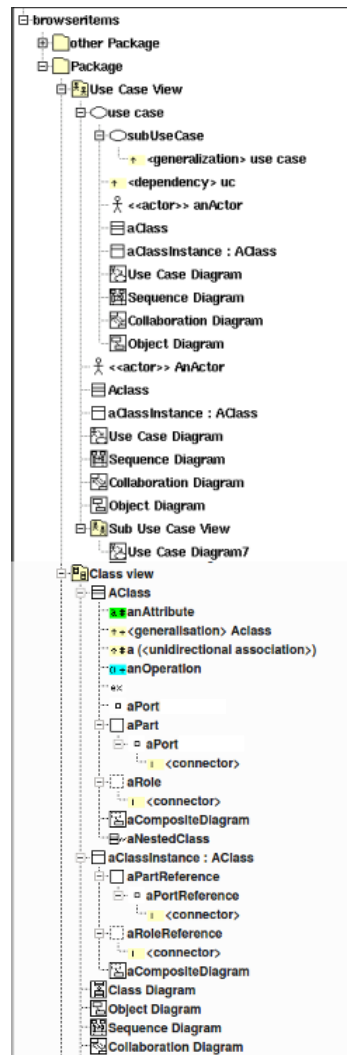 browseritems
other Package
Package
Use Case View
use case
subUseCase
<generalization> use case
<dependency> uc
<<actor>> anActor
aClass
aClassInstance : AClass
Use Case Diagram
Sequence Diagram
Collaboration Diagram
Object Diagram
<<actor>> AnActor
Aclass
aClassInstance : AClass
Use Case Diagram
Sequence Diagram
Collaboration Diagram
Object Diagram
Sub Use Case View
Use Case Diagram7
Class view
AClass
anAttribute
<generalisation> Aclass
a (<unidirectional association>)
anOperation
ex
aPort
aPart
aPort
<connector>
aRole
<connector>
aCompositeDiagram
aNestedClass
aClassInstance : AClass
aPartReference
aPortReference
<connector>
aRoleReference
<connector>
aCompositeDiagram
Class Diagram
Object Diagram
Sequence Diagram
Collaboration Diagram